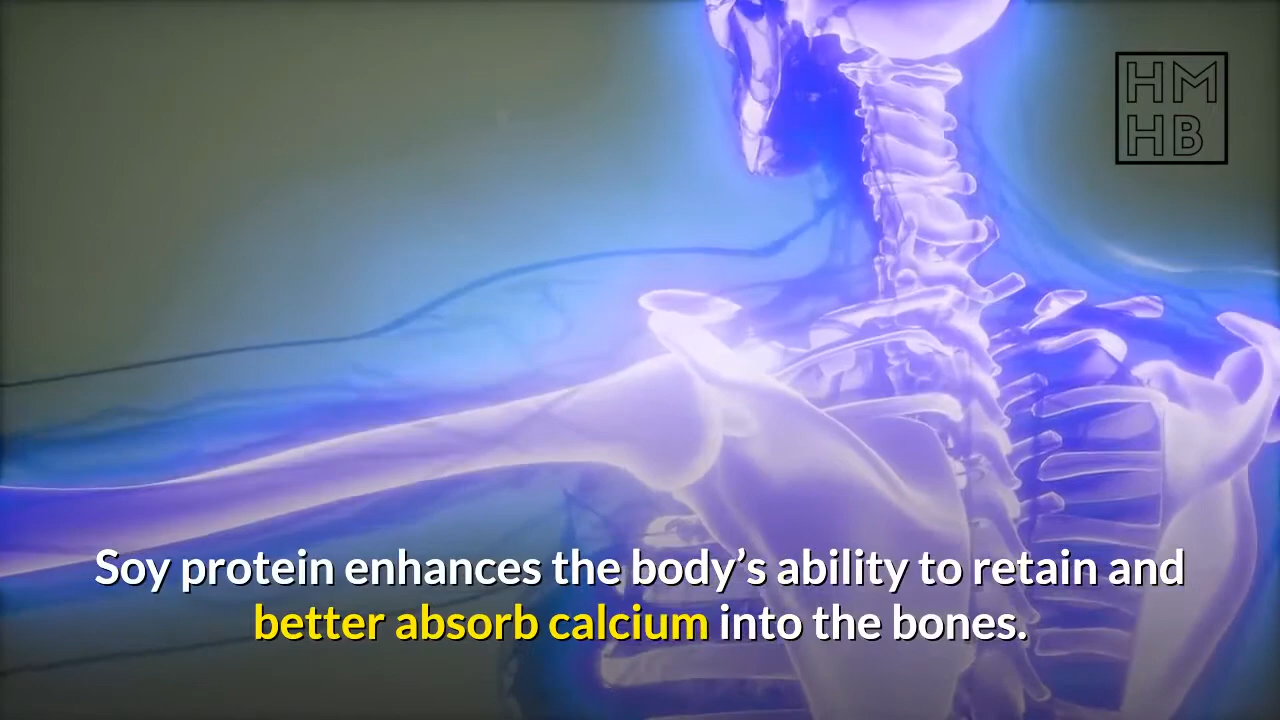 HM
HB
Soy protein enhances the body’s ability to retain and
better absorb calcium into the bones.